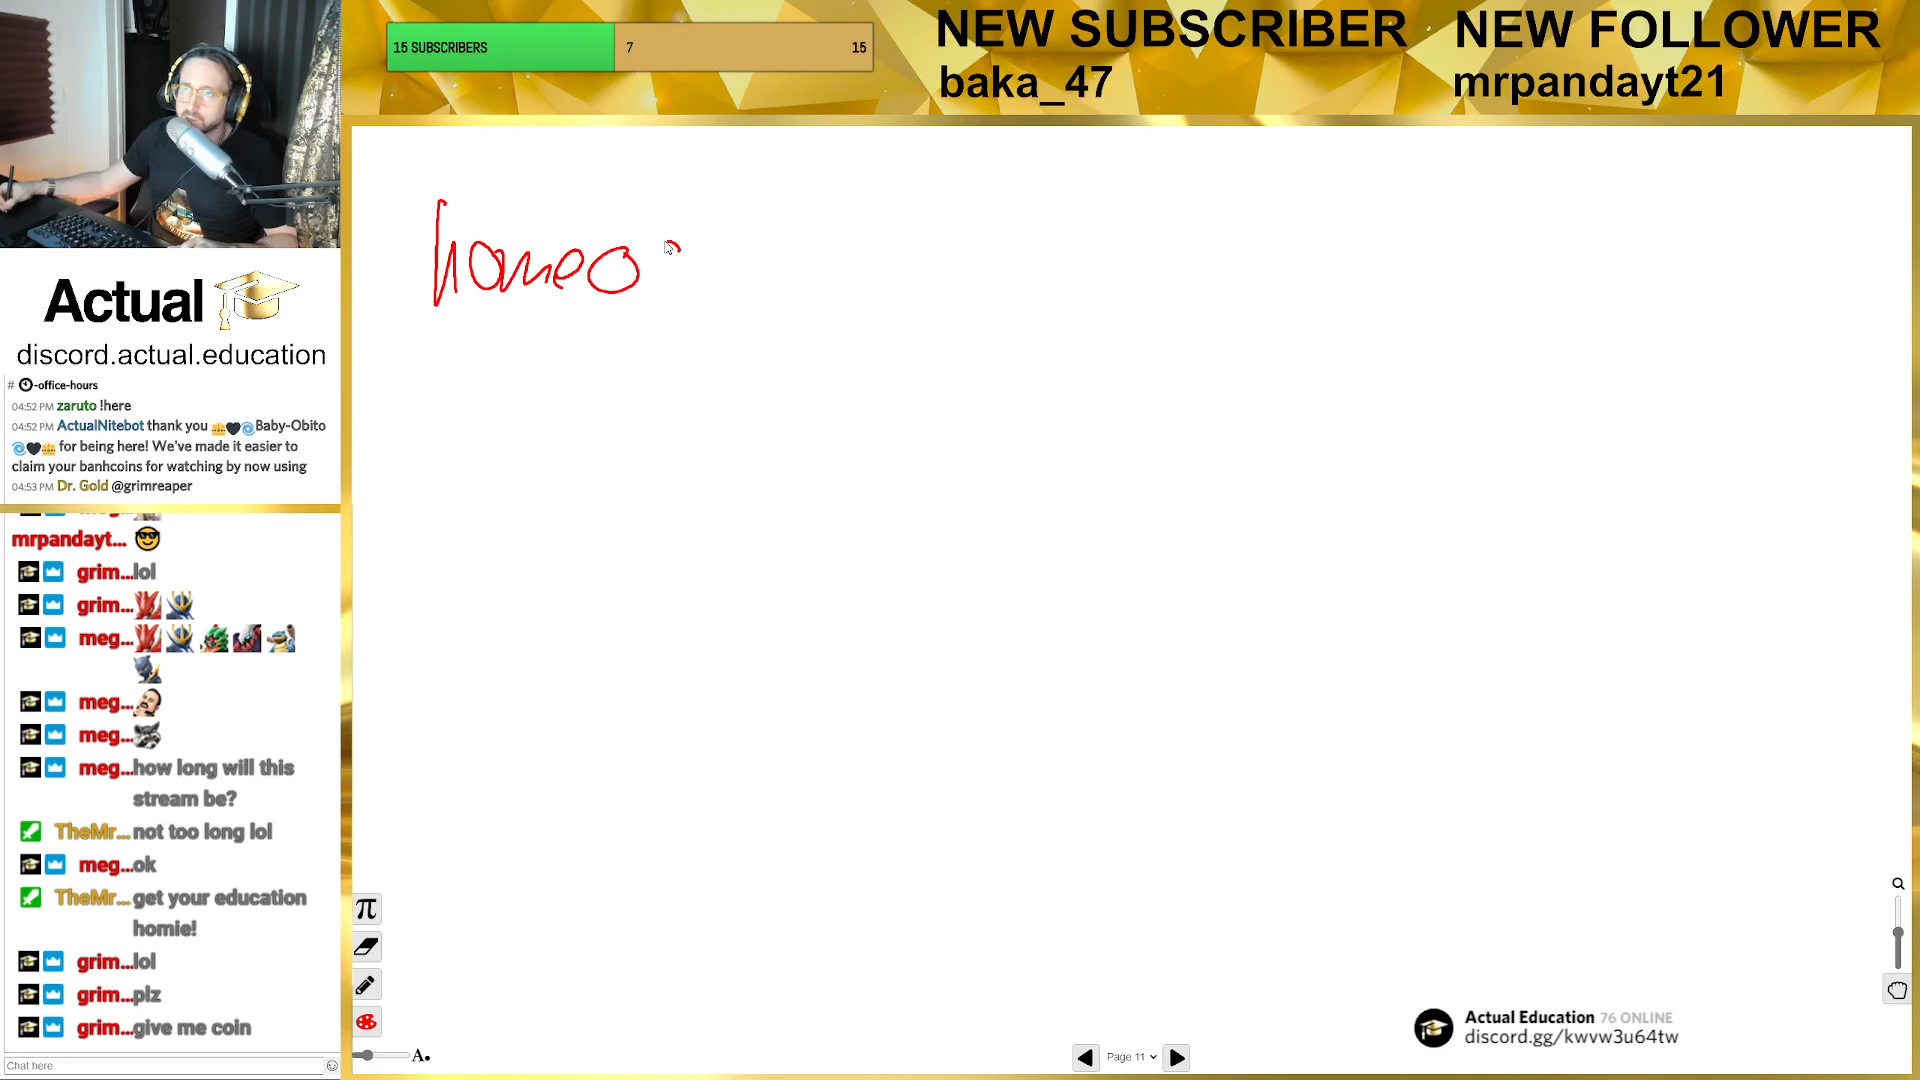 15 SUBSCRIBERS 7 15
NEW SUBSCRIBER
baka_47
NEW FOLLOWER
mrpandayt21
homeo
Actual
discord.actual.education
# -office-hours
04:52 PM zaruto !here
04:52 PM ActualNitebot thank you Baby-Obito
for being here! We've made it easier to
claim your banhcoins for watching by now using
04:53 PM Dr. Gold @grimreaper
mrpandayt... 😎
grim...lol
grim...
meg...
meg...
meg...
meg...how long will this
stream be?
TheMr...not too long lol
meg...ok
TheMr...get your education
homie!
grim...lol
grim...plz
grim...give me coin
Chat here
π
A.
Page 11
Actual Education 76 ONLINE
discord.gg/kwvw3u64tw